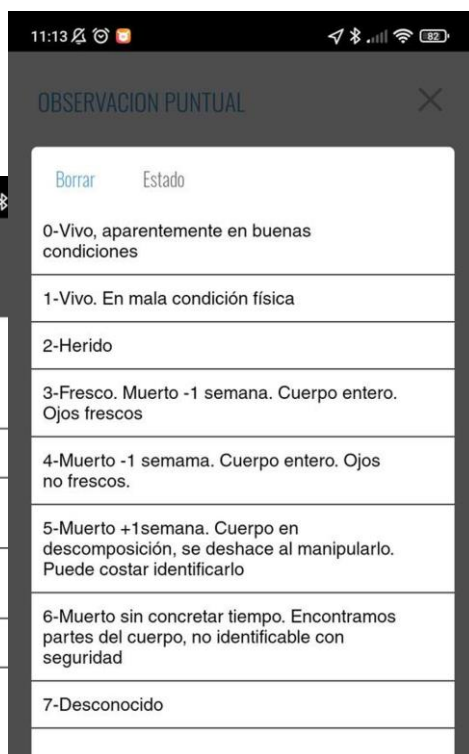 11:13
82
OBSERVACION PUNTUAL
Borrar Estado
0-Vivo, aparentemente en buenas
condiciones
1-Vivo. En mala condición física
2-Herido
3-Fresco. Muerto -1 semana. Cuerpo entero.
Ojos frescos
4-Muerto -1 semama. Cuerpo entero. Ojos
no frescos.
5-Muerto +1semana. Cuerpo en
descomposición, se deshace al manipularlo.
Puede costar identificarlo
6-Muerto sin concretar tiempo. Encontramos
partes del cuerpo, no identificable con
seguridad
7-Desconocido